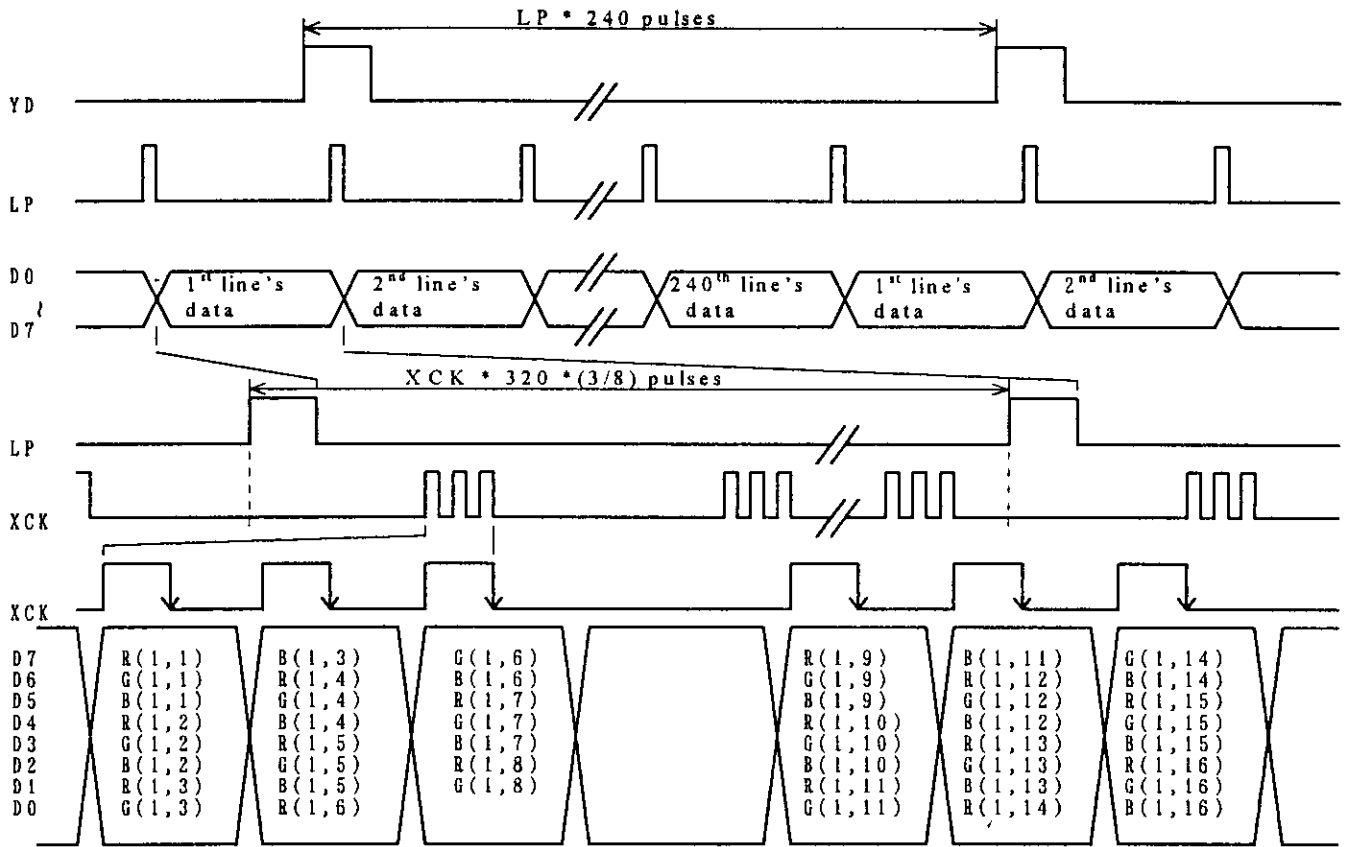 LP * 240 pulses
YD
LP
D0
≀
D7
1st line's data
2nd line's data
240th line's data
1st line's data
2nd line's data
XCK * 320 *(3/8) pulses
LP
XCK
XCK
D7 R(1,1) B(1,3) G(1,6) R(1,9) B(1,11) G(1,14)
D6 G(1,1) R(1,4) B(1,6) G(1,9) R(1,12) B(1,14)
D5 B(1,1) G(1,4) R(1,7) B(1,9) G(1,12) R(1,15)
D4 R(1,2) B(1,4) G(1,7) R(1,10) B(1,12) G(1,15)
D3 G(1,2) R(1,5) B(1,7) G(1,10) R(1,13) B(1,15)
D2 B(1,2) G(1,5) R(1,8) B(1,10) G(1,13) R(1,16)
D1 R(1,3) B(1,5) G(1,8) R(1,11) B(1,13) G(1,16)
D0 G(1,3) R(1,6) G(1,11) R(1,14) B(1,16)